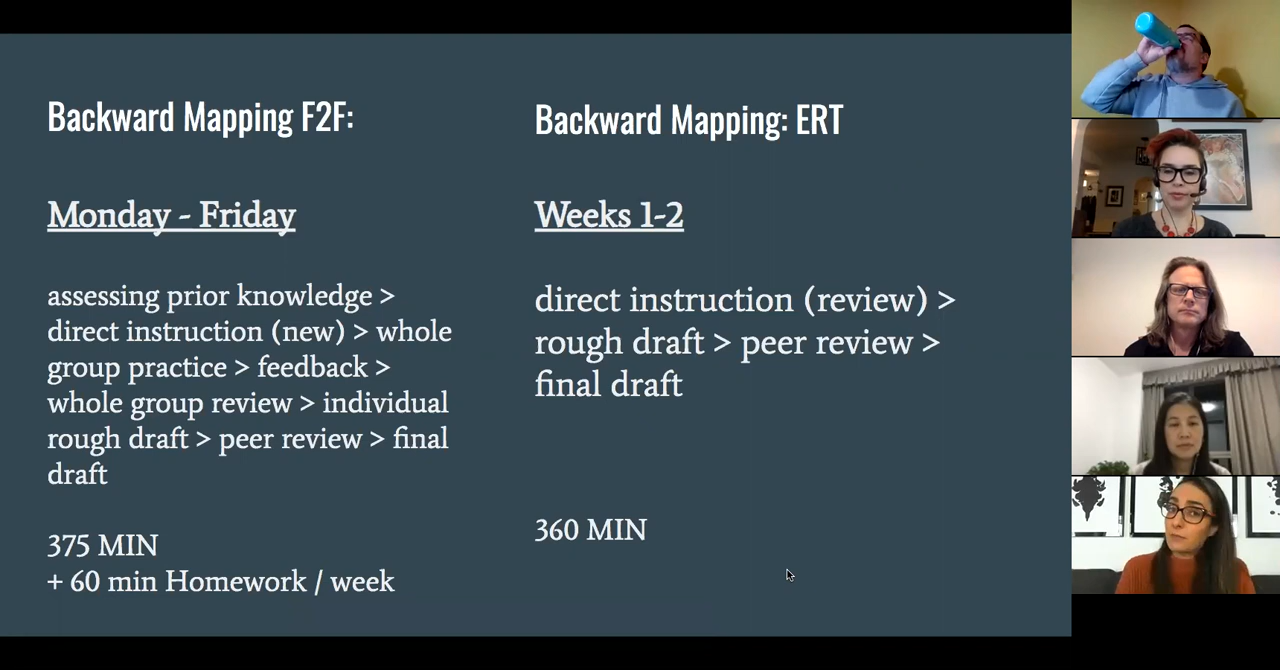 Backward Mapping F2F:
Monday - Friday
assessing prior knowledge >
direct instruction (new) > whole
group practice > feedback >
whole group review > individual
rough draft > peer review > final
draft
375 MIN
+ 60 min Homework / week
Backward Mapping: ERT
Weeks 1-2
direct instruction (review) >
rough draft > peer review >
final draft
360 MIN